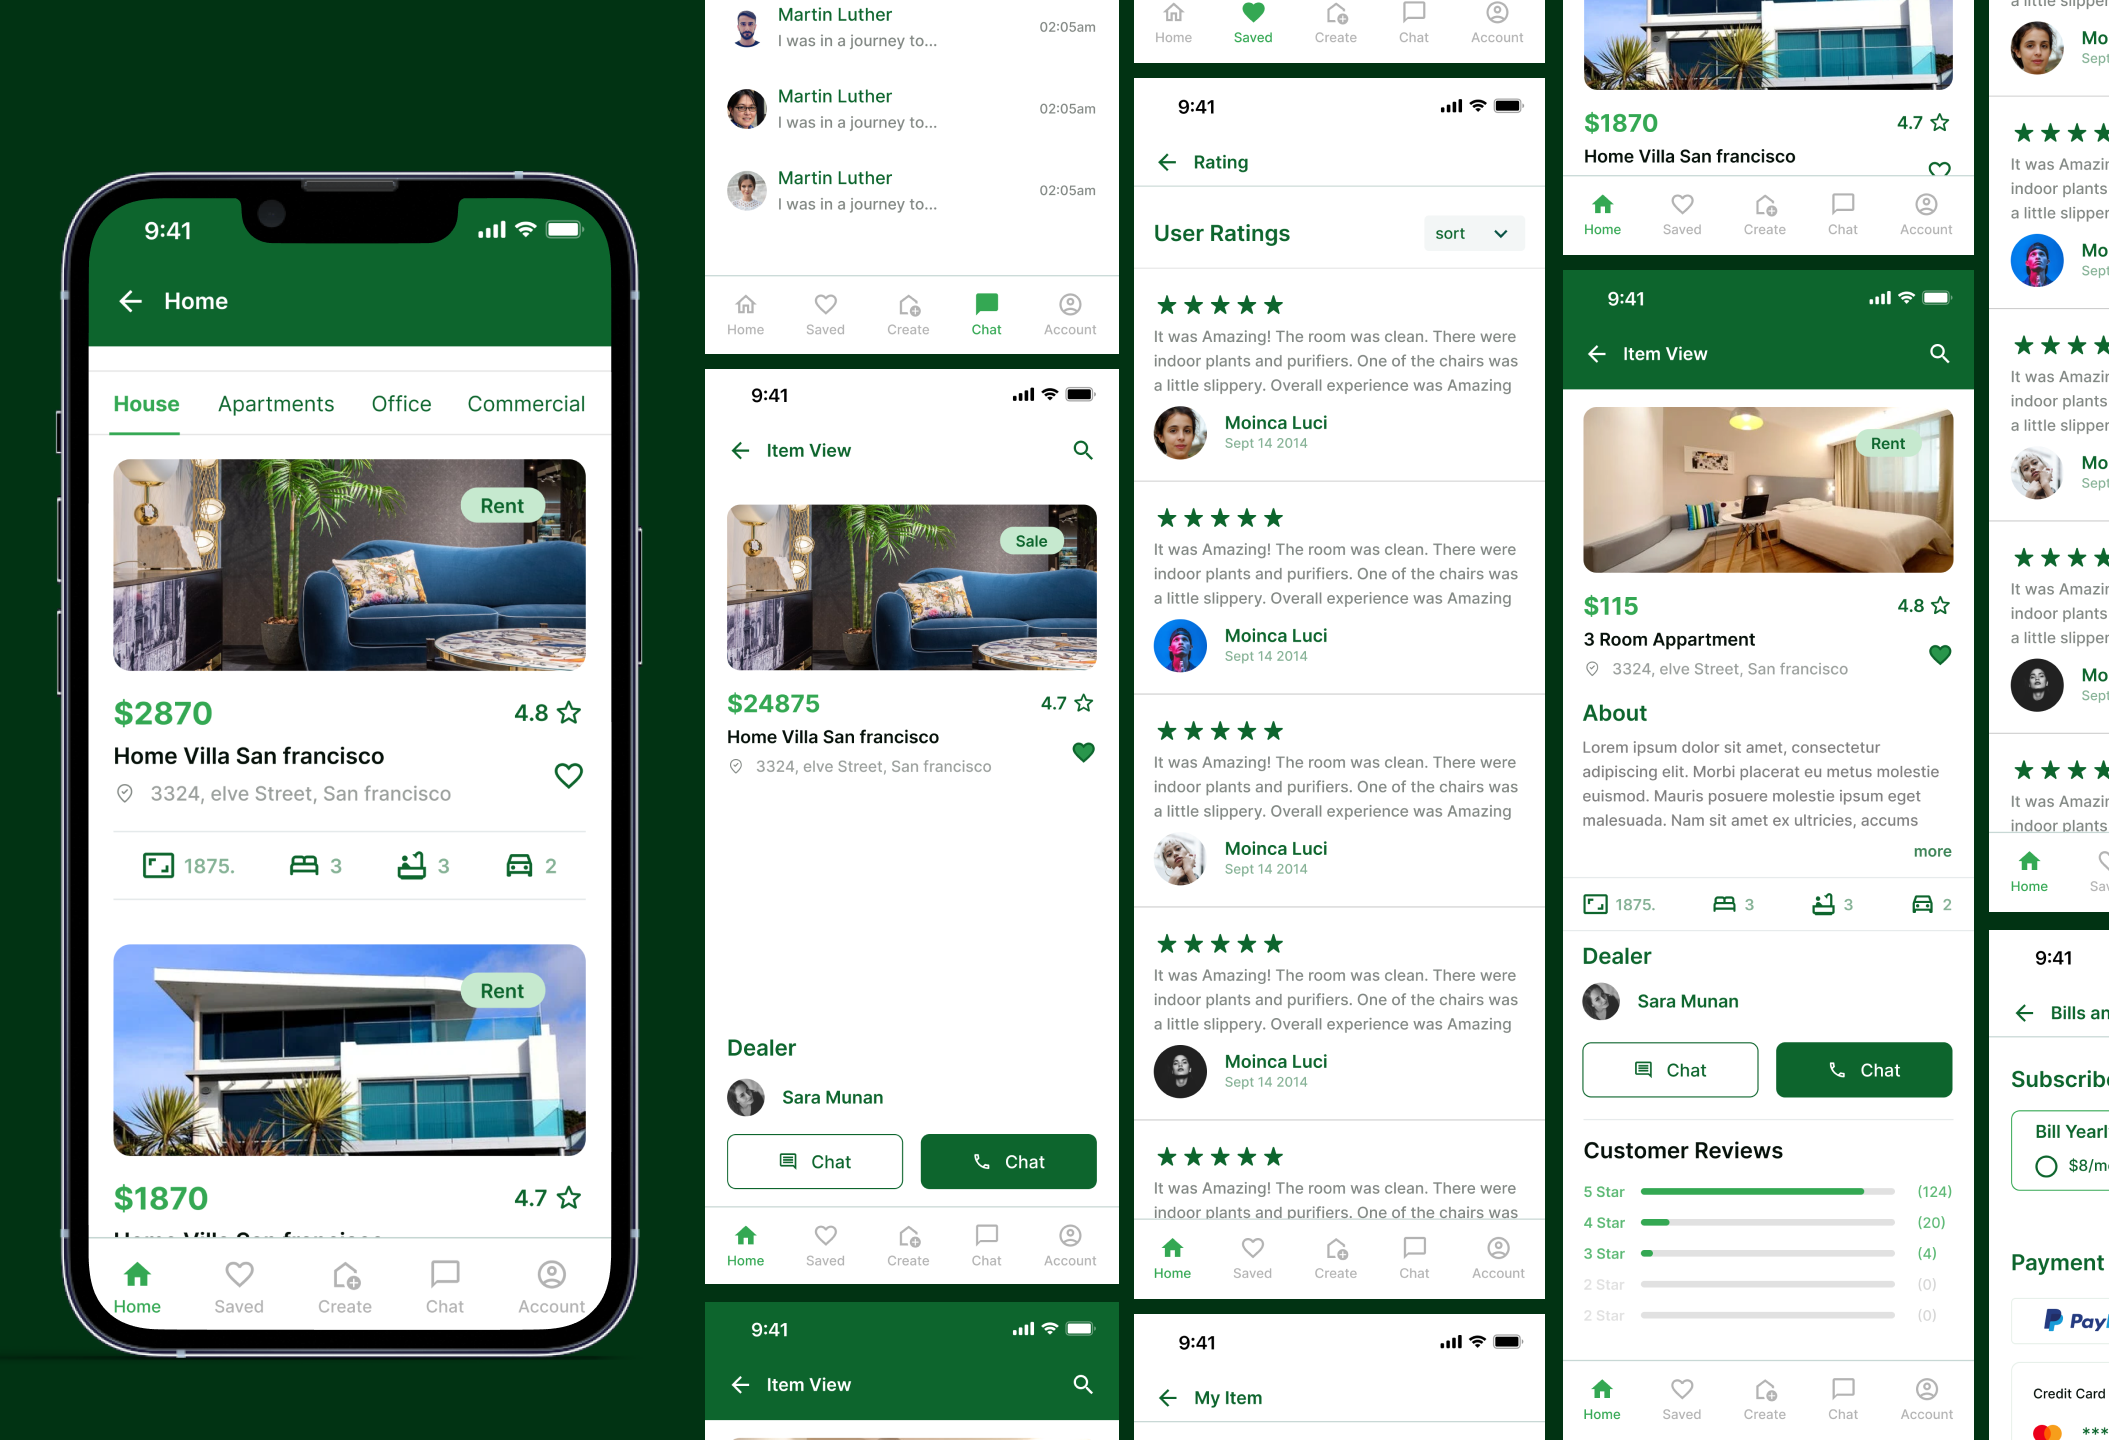 9:41
Home
House Apartments Office Commercial
Rent
$2870 4.8
Home Villa San francisco
3324, elve Street, San francisco
1875. 3 3 2
Rent
$1870 4.7
Home Villa San francisco
Home Saved Create Chat Account
Martin Luther
I was in a journey to... 02:05am
Martin Luther
I was in a journey to... 02:05am
Martin Luther
I was in a journey to... 02:05am
Home Saved Create Chat Account
9:41
Item View
Sale
$24875 4.7
Home Villa San francisco
3324, elve Street, San francisco
Dealer
Sara Munan
Chat Chat
Home Saved Create Chat Account
9:41
Item View
Home Saved Create Chat Account
9:41
Rating
User Ratings sort
It was Amazing! The room was clean. There were
indoor plants and purifiers. One of the chairs was
a little slippery. Overall experience was Amazing
Moinca Luci
Sept 14 2014
It was Amazing! The room was clean. There were
indoor plants and purifiers. One of the chairs was
a little slippery. Overall experience was Amazing
Moinca Luci
Sept 14 2014
It was Amazing! The room was clean. There were
indoor plants and purifiers. One of the chairs was
a little slippery. Overall experience was Amazing
Moinca Luci
Sept 14 2014
It was Amazing! The room was clean. There were
indoor plants and purifiers. One of the chairs was
a little slippery. Overall experience was Amazing
Moinca Luci
Sept 14 2014
It was Amazing! The room was clean. There were
indoor plants and purifiers. One of the chairs was
Home Saved Create Chat Account
9:41
My Item
$1870 4.7
Home Villa San francisco
Home Saved Create Chat Account
9:41
Item View
Rent
$115 4.8
3 Room Appartment
3324, elve Street, San francisco
About
Lorem ipsum dolor sit amet, consectetur
adipiscing elit. Morbi placerat eu metus molestie
euismod. Mauris posuere molestie ipsum eget
malesuada. Nam sit amet ex ultricies, accums
more
1875. 3 3 2
Dealer
Sara Munan
Chat Chat
Customer Reviews
5 Star (124)
4 Star (20)
3 Star (4)
2 Star (0)
2 Star (0)
Home Saved Create Chat Account
a little slipper
Mo
Sept
It was Amazin
indoor plants
a little slipper
Mo
Sept
It was Amazin
indoor plants
a little slipper
Mo
Sept
It was Amazin
indoor plants
a little slipper
Mo
Sept
It was Amazin
indoor plants
Home Sa
9:41
Bills an
Subscrib
Bill Yearl
$8/m
Payment
Pay
Credit Card
***